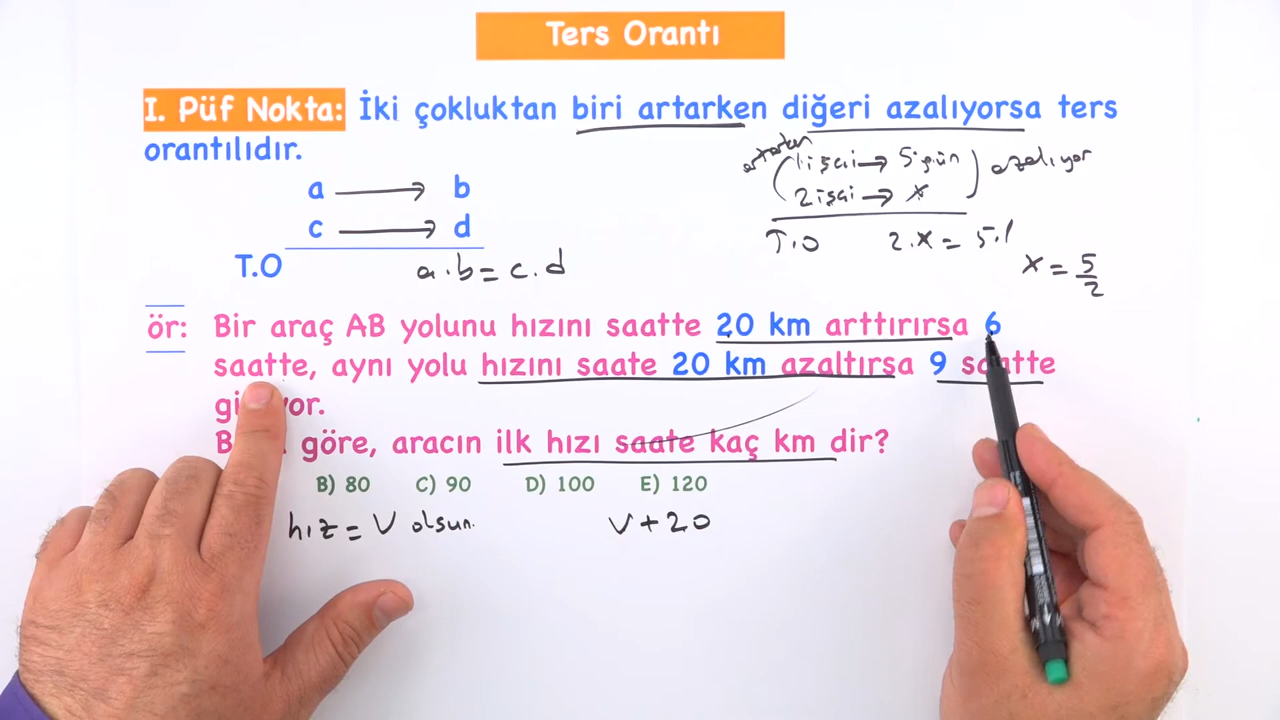 Ters Orantı
I. Püf Nokta: İki çokluktan biri artarken diğeri azalıyorsa ters
orantılıdır.
a → b
c → d
T.O a.b = c.d
artarken
1 işçi → 5 gün
2 işçi → x
azalıyor
T.O 2.x = 5.1
x = 5/2
ör: Bir araç AB yolunu hızını saatte 20 km arttırırsa 6
saatte, aynı yolu hızını saate 20 km azaltırsa 9 saatte
göre, aracın ilk hızı saate kaç km dir?
B) 80 C) 90 D) 100 E) 120
hız = V olsun. V + 20